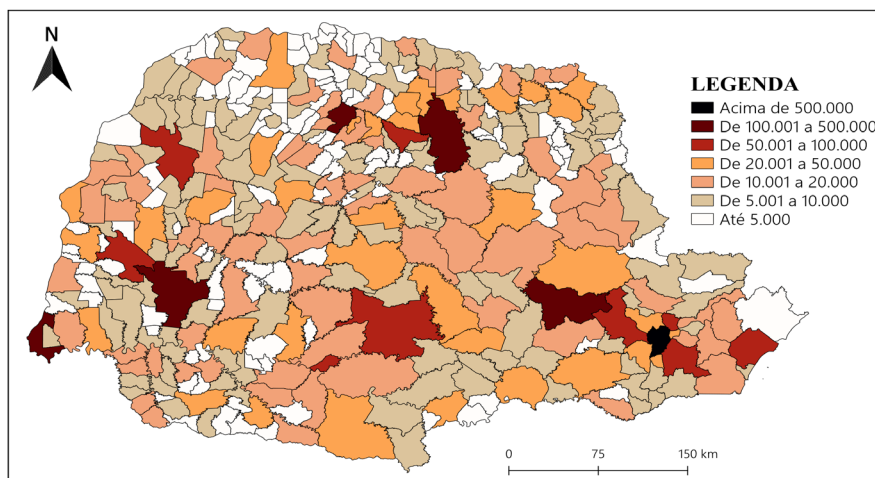 N
LEGENDA
Acima de 500.000
De 100.001 a 500.000
De 50.001 a 100.000
De 20.001 a 50.000
De 10.001 a 20.000
De 5.001 a 10.000
Até 5.000
0 75 150 km